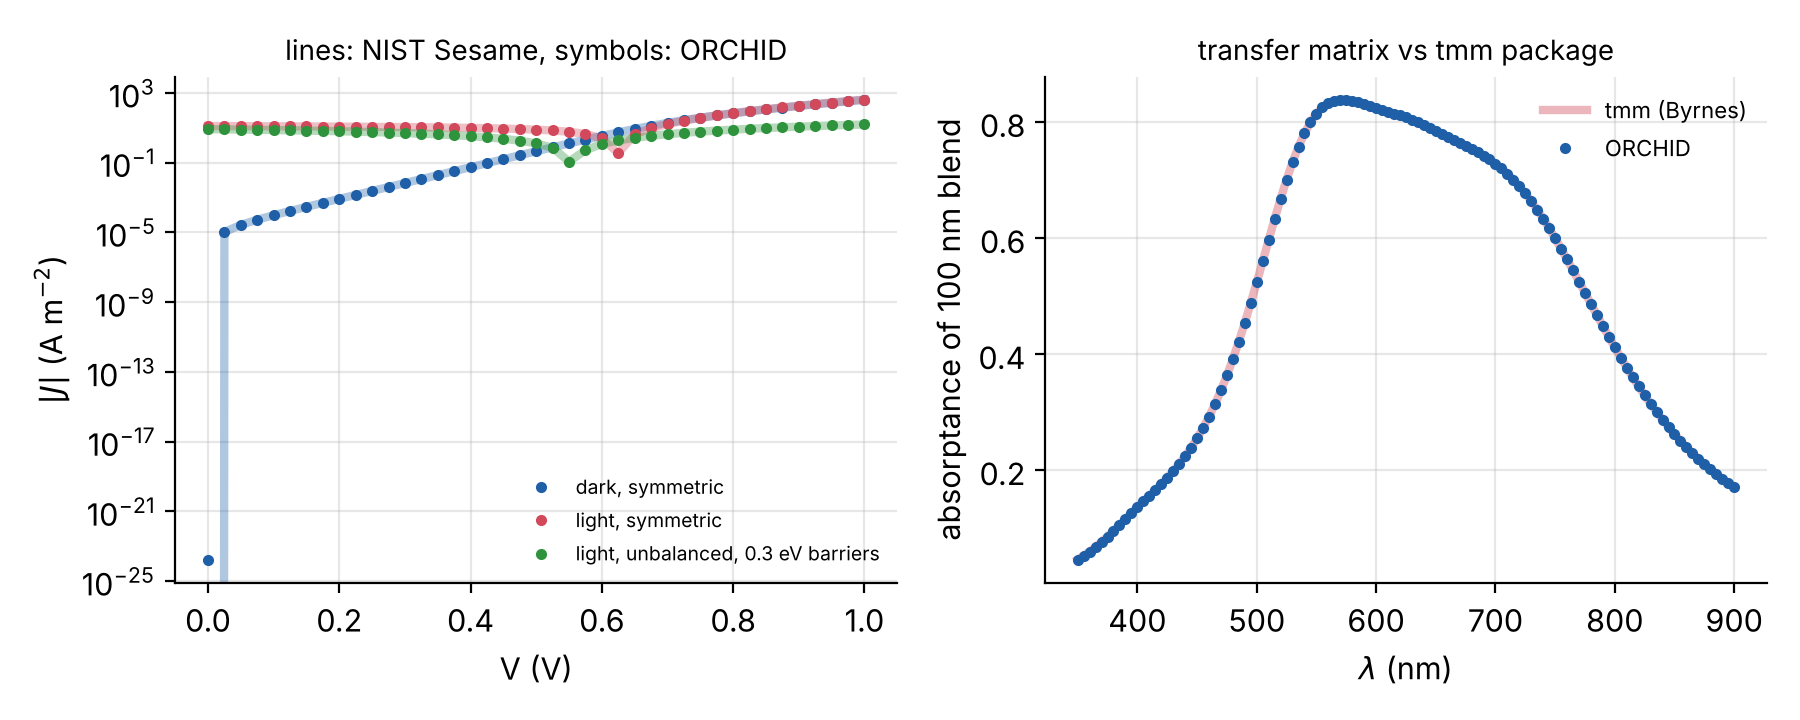 lines: NIST Sesame, symbols: ORCHID
|J| (A m⁻²)
10³
10⁻¹
10⁻⁵
10⁻⁹
10⁻¹³
10⁻¹⁷
10⁻²¹
10⁻²⁵
dark, symmetric
light, symmetric
light, unbalanced, 0.3 eV barriers
0.0 0.2 0.4 0.6 0.8 1.0
V (V)
transfer matrix vs tmm package
absorptance of 100 nm blend
0.8
0.6
0.4
0.2
tmm (Byrnes)
ORCHID
400 500 600 700 800 900
λ (nm)